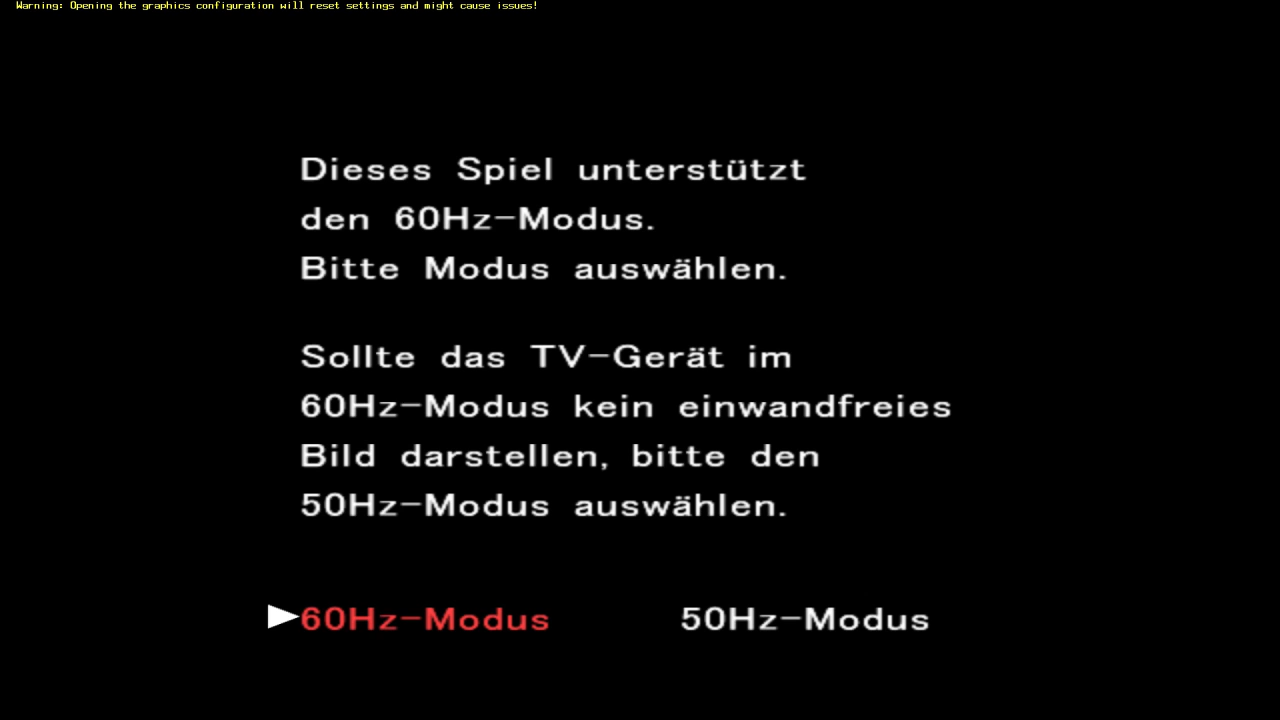 Warning: Opening the graphics configuration will reset settings and might cause issues!
Dieses Spiel unterstützt
den 60Hz-Modus.
Bitte Modus auswählen.
Sollte das TV-Gerät im
60Hz-Modus kein einwandfreies
Bild darstellen, bitte den
50Hz-Modus auswählen.
60Hz-Modus 50Hz-Modus